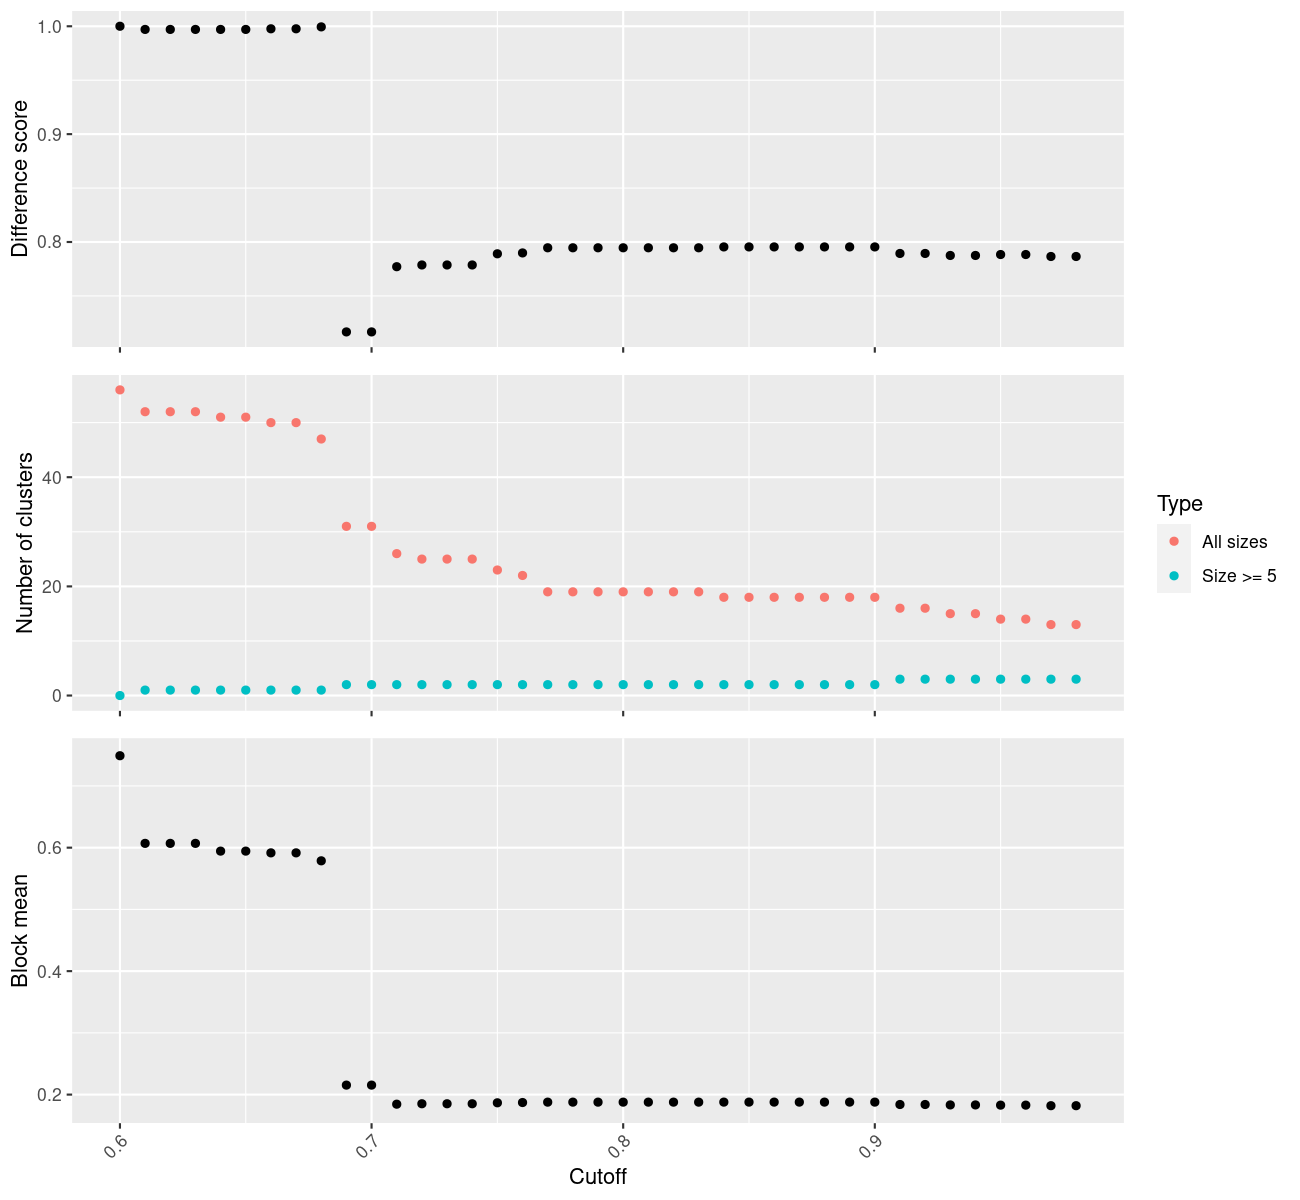 Difference score
1.0
0.9
0.8
Number of clusters
40
20
0
Type
All sizes
Size >= 5
Block mean
0.6
0.4
0.2
0.6 0.7 0.8 0.9
Cutoff